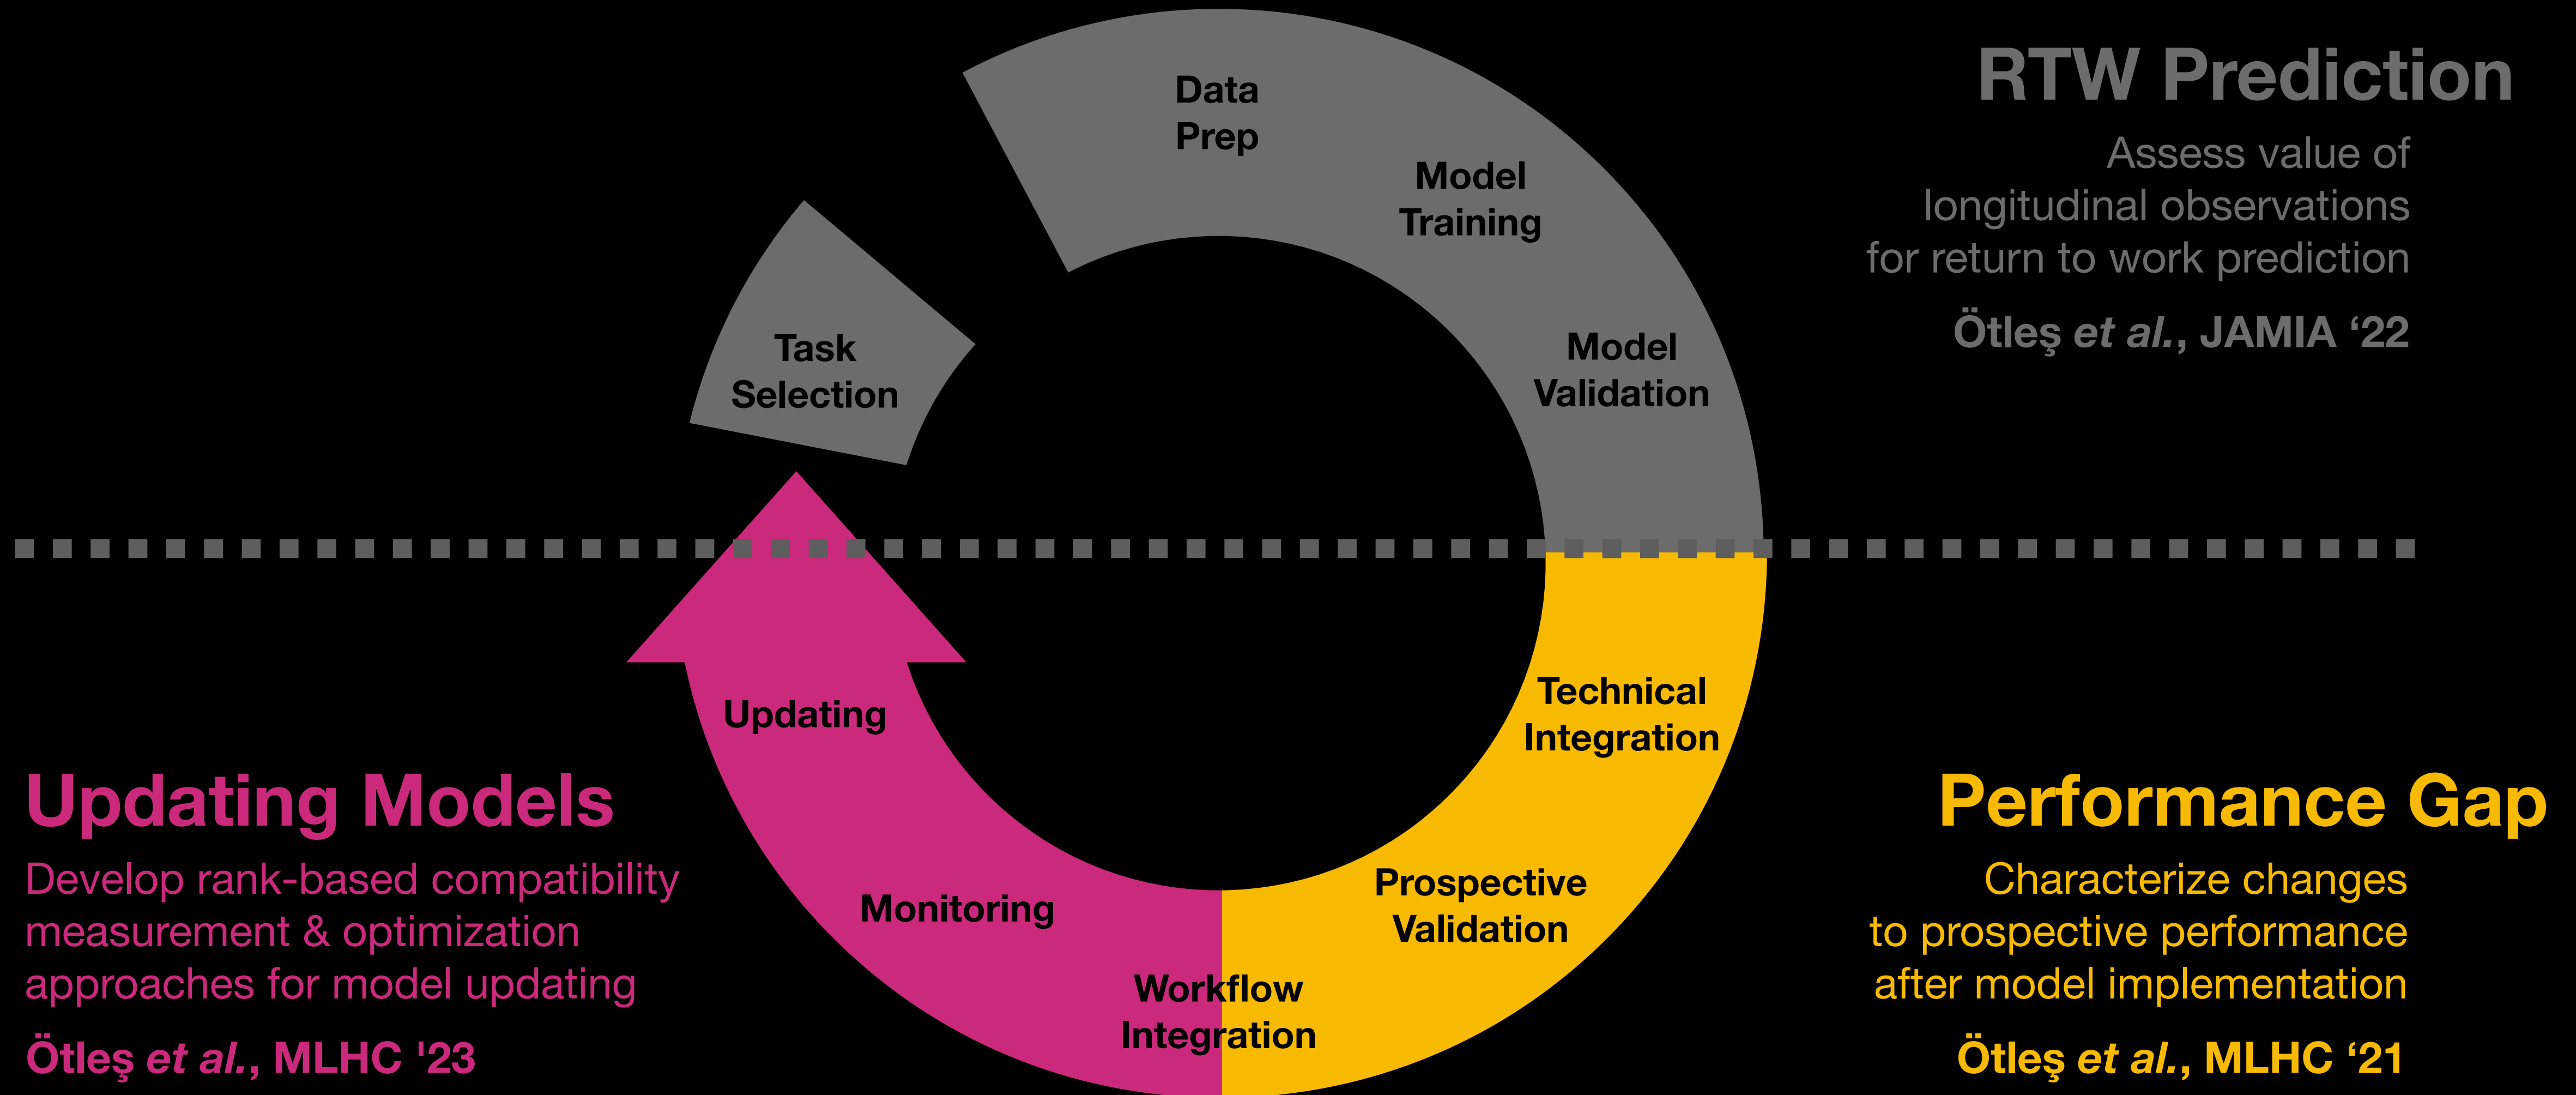 RTW Prediction
Assess value of
longitudinal observations
for return to work prediction
Ötleş et al., JAMIA ‘22
Data
Prep
Model
Training
Model
Validation
Task
Selection
Technical
Integration
Prospective
Validation
Workflow
Integration
Monitoring
Updating
Updating Models
Develop rank-based compatibility
measurement & optimization
approaches for model updating
Ötleş et al., MLHC '23
Performance Gap
Characterize changes
to prospective performance
after model implementation
Ötleş et al., MLHC ‘21